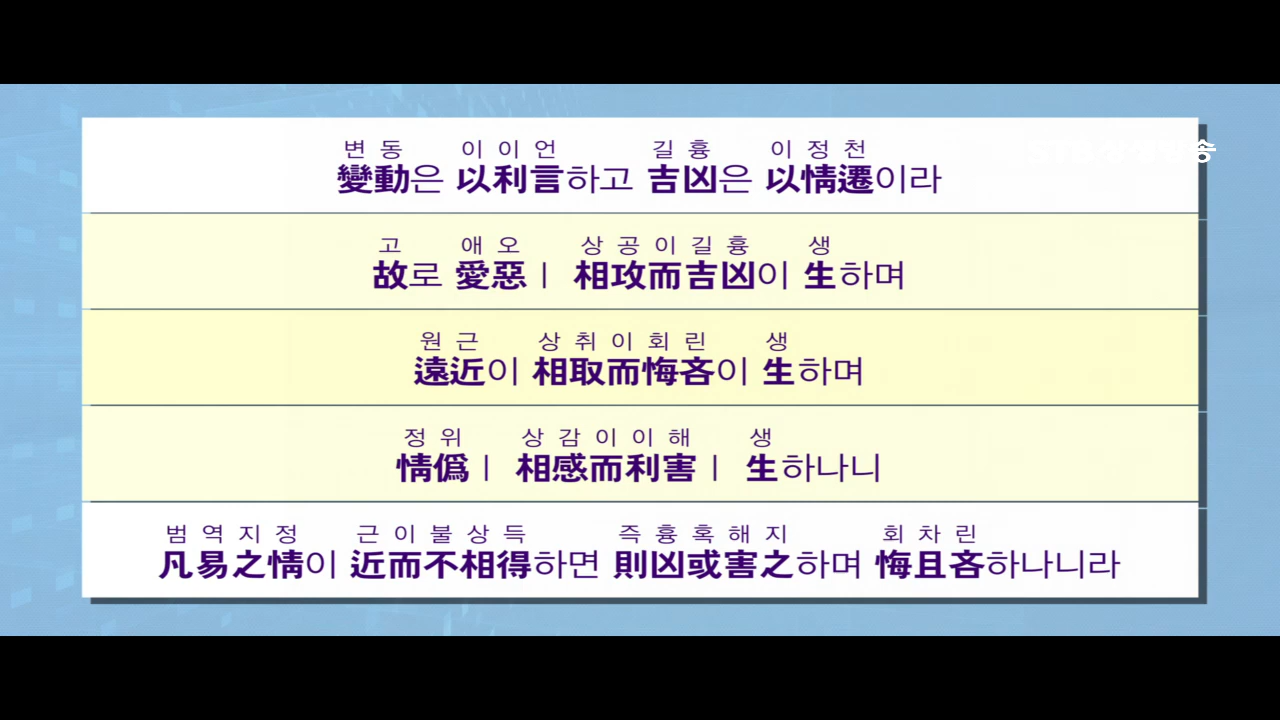 변동 이이언 길흉 이정천
變動은 以利言하고 吉凶은 以情遷이라
고 애오 상공이길흉 생
故로 愛惡ㅣ 相攻而吉凶이 生하며
원근 상취이회린 생
遠近이 相取而悔吝이 生하며
정위 상감이이해 생
情僞ㅣ 相感而利害ㅣ 生하나니
범역지정 근이불상득 즉흉혹해지 회차린
凡易之情이 近而不相得하면 則凶或害之하며 悔且吝하나니라